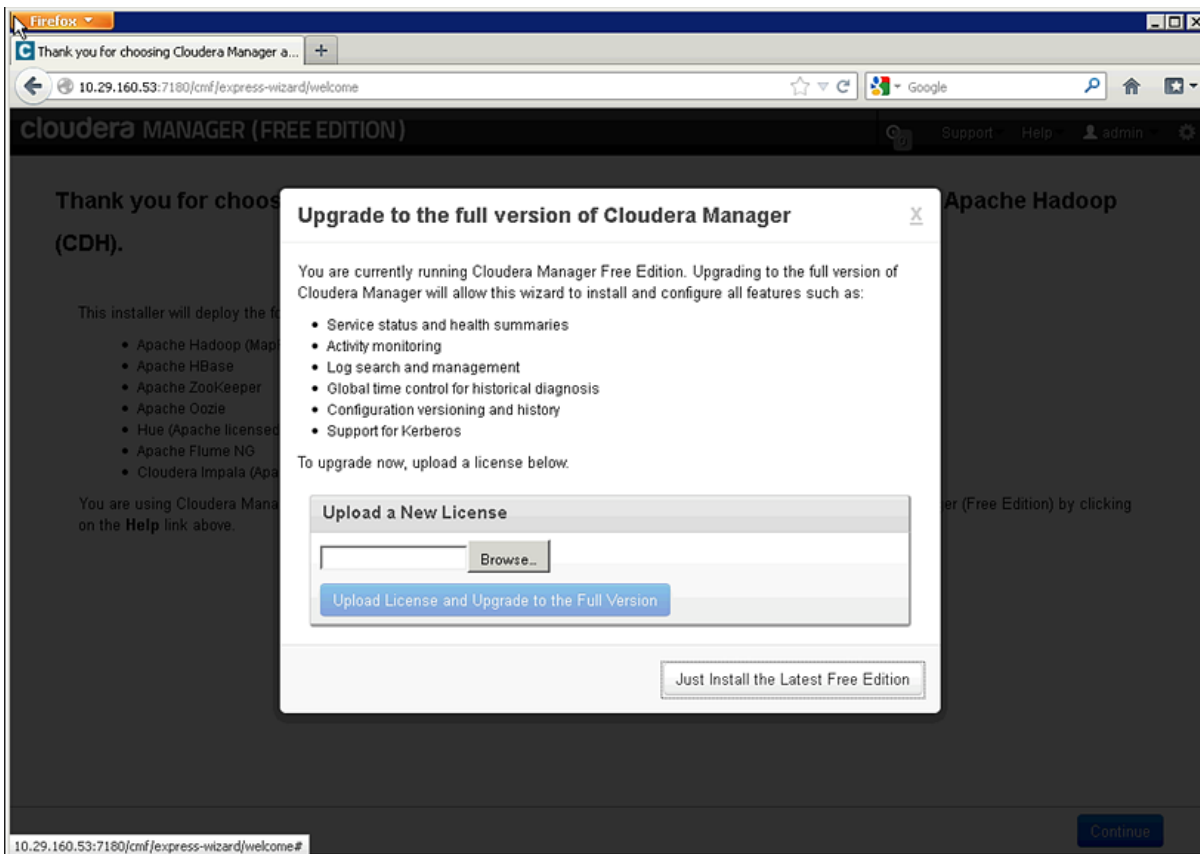 Firefox
Thank you for choosing Cloudera Manager a...
10.29.160.53:7180/cmf/express-wizard/welcome
Google
cloudera MANAGER (FREE EDITION)
Support
Help
admin
Thank you for choos
Apache Hadoop
(CDH).
This installer will deploy the fo
• Apache Hadoop (Map
• Apache HBase
• Apache ZooKeeper
• Apache Oozie
• Hue (Apache licensed
• Apache Flume NG
• Cloudera Impala (Apa
You are using Cloudera Mana
er (Free Edition) by clicking
on the Help link above.
Upgrade to the full version of Cloudera Manager
X
You are currently running Cloudera Manager Free Edition. Upgrading to the full version of
Cloudera Manager will allow this wizard to install and configure all features such as:
• Service status and health summaries
• Activity monitoring
• Log search and management
• Global time control for historical diagnosis
• Configuration versioning and history
• Support for Kerberos
To upgrade now, upload a license below.
Upload a New License
Browse...
Upload License and Upgrade to the Full Version
Just Install the Latest Free Edition
Continue
10.29.160.53:7180/cmf/express-wizard/welcome#